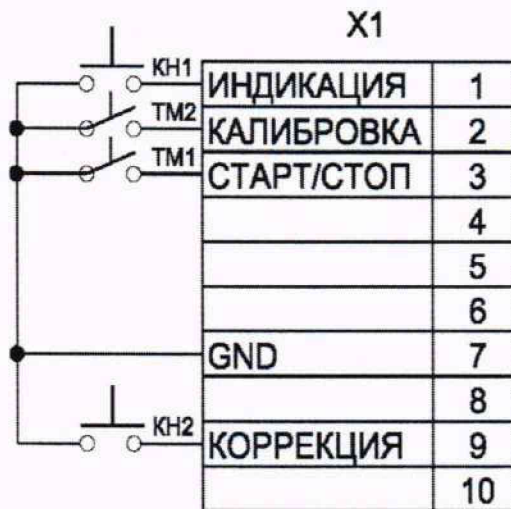 X1
КН1 ИНДИКАЦИЯ 1
ТМ2 КАЛИБРОВКА 2
ТМ1 СТАРТ/СТОП 3
4
5
6
GND 7
8
КН2 КОРРЕКЦИЯ 9
10